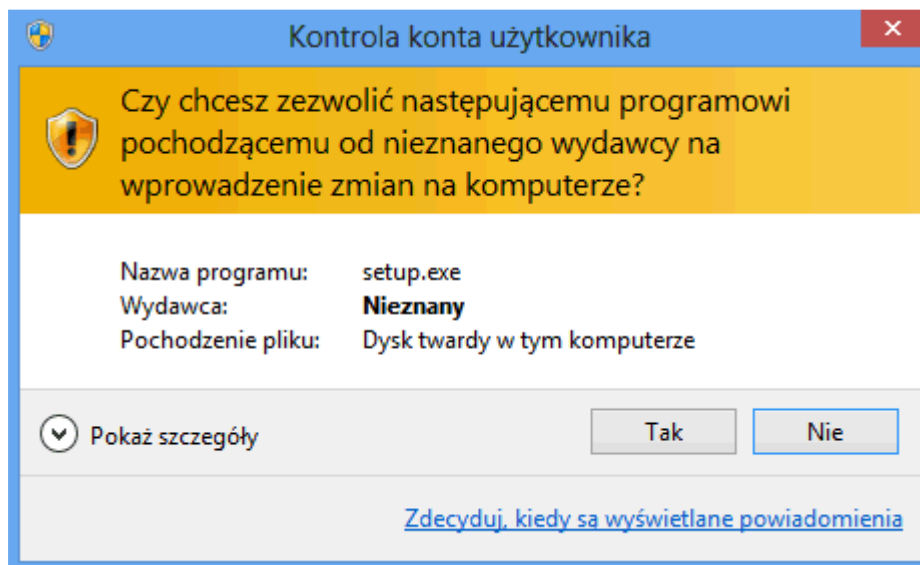 Kontrola konta użytkownika
Czy chcesz zezwolić następującemu programowi
pochodzącemu od nieznanego wydawcy na
wprowadzenie zmian na komputerze?
Nazwa programu: setup.exe
Wydawca: Nieznany
Pochodzenie pliku: Dysk twardy w tym komputerze
Pokaż szczegóły Tak Nie
Zdecyduj, kiedy są wyświetlane powiadomienia